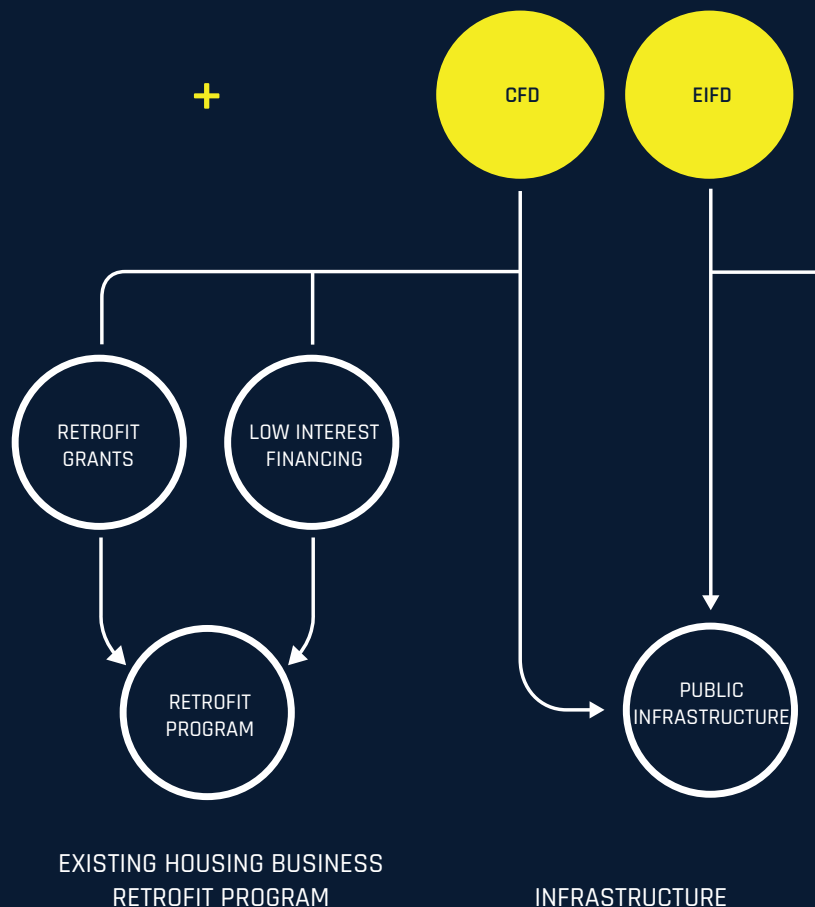 +
CFD
EIFD
RETROFIT
GRANTS
LOW INTEREST
FINANCING
RETROFIT
PROGRAM
PUBLIC
INFRASTRUCTURE
EXISTING HOUSING BUSINESS
RETROFIT PROGRAM
INFRASTRUCTURE